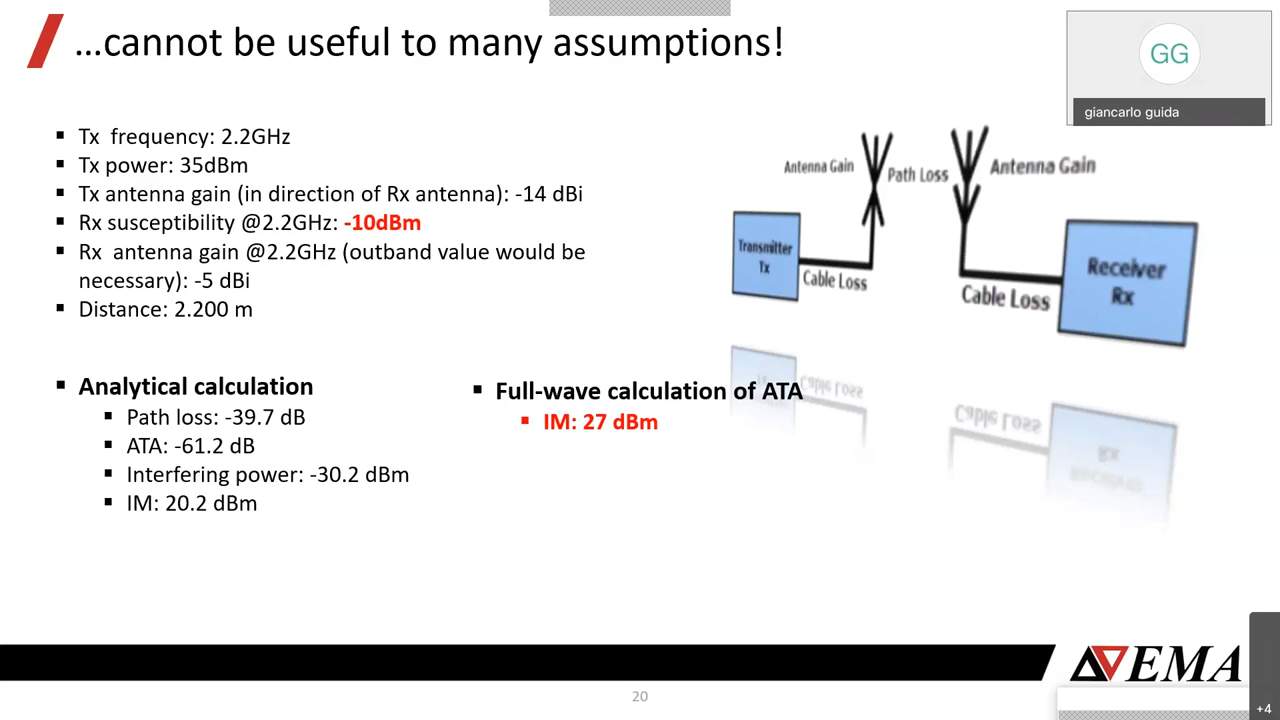 …cannot be useful to many assumptions!
GG
giancarlo guida
▪ Tx frequency: 2.2GHz
▪ Tx power: 35dBm
▪ Tx antenna gain (in direction of Rx antenna): -14 dBi
▪ Rx susceptibility @2.2GHz: -10dBm
▪ Rx antenna gain @2.2GHz (outband value would be
necessary): -5 dBi
▪ Distance: 2.200 m
Antenna Gain
Path Loss
Antenna Gain
Transmitter
Tx
Cable Loss
Receiver
Rx
Cable Loss
▪ Analytical calculation
▪ Path loss: -39.7 dB
▪ ATA: -61.2 dB
▪ Interfering power: -30.2 dBm
▪ IM: 20.2 dBm
▪ Full-wave calculation of ATA
▪ IM: 27 dBm
EMA
20
+4